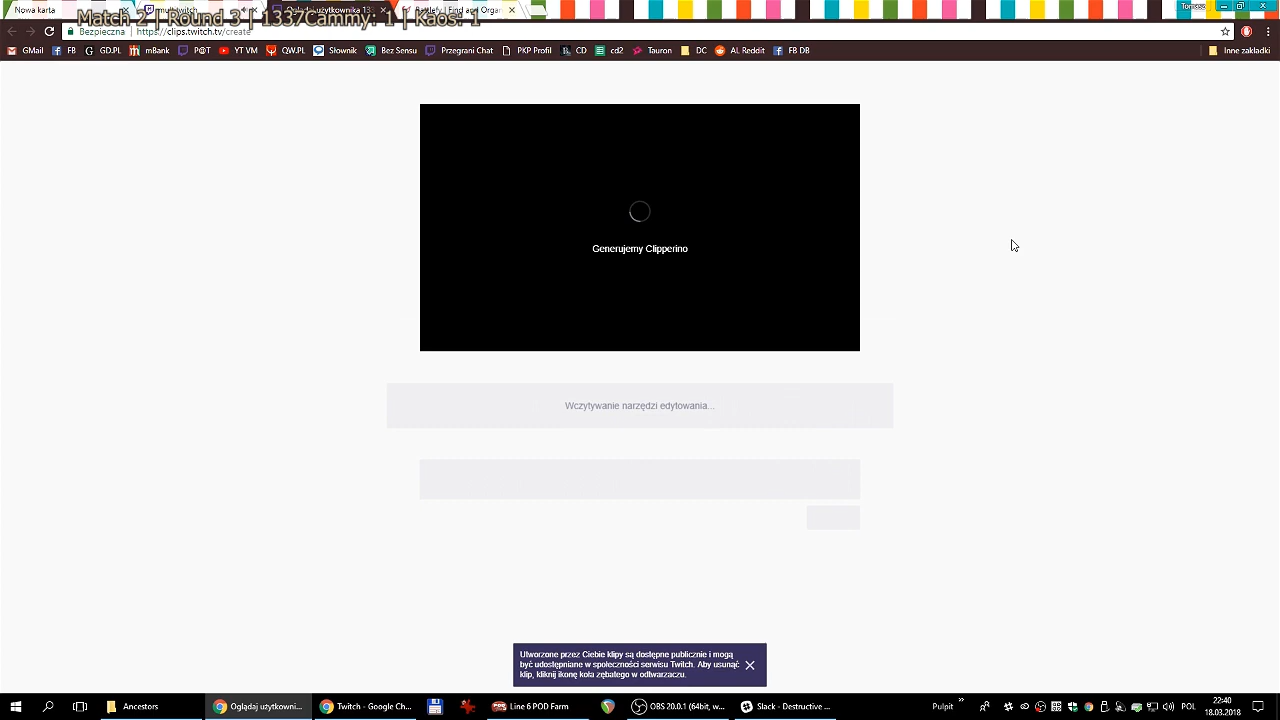 Match 2 | Round 3 | 1337Cammy: 1 | Kaos: 1
Nowa karta
Tomasz
Bezpieczna
https://clips.twitch.tv/create
GMail
FB
GD.PL
mBank
P@T
YT VM
QW.PL
Słownik
Bez Sensu
Przegrani Chat
PKP Profil
CD
cd2
Tauron
DC
AL Reddit
FB DB
Inne zakładki
Generujemy Clipperino
Wczytywanie narzędzi edytowania...
Utworzone przez Ciebie klipy są dostępne publicznie i mogą
być udostępniane w społeczności serwisu Twitch. Aby usunąć
klip, kliknij ikonę koła zębatego w odtwarzaczu.
Ancestors
Oglądaj użytkowni...
Twitch - Google Ch...
Line 6 POD Farm
OBS 20.0.1 (64bit, w...
Slack - Destructive ...
Pulpit
POL
22:40
18.03.2018